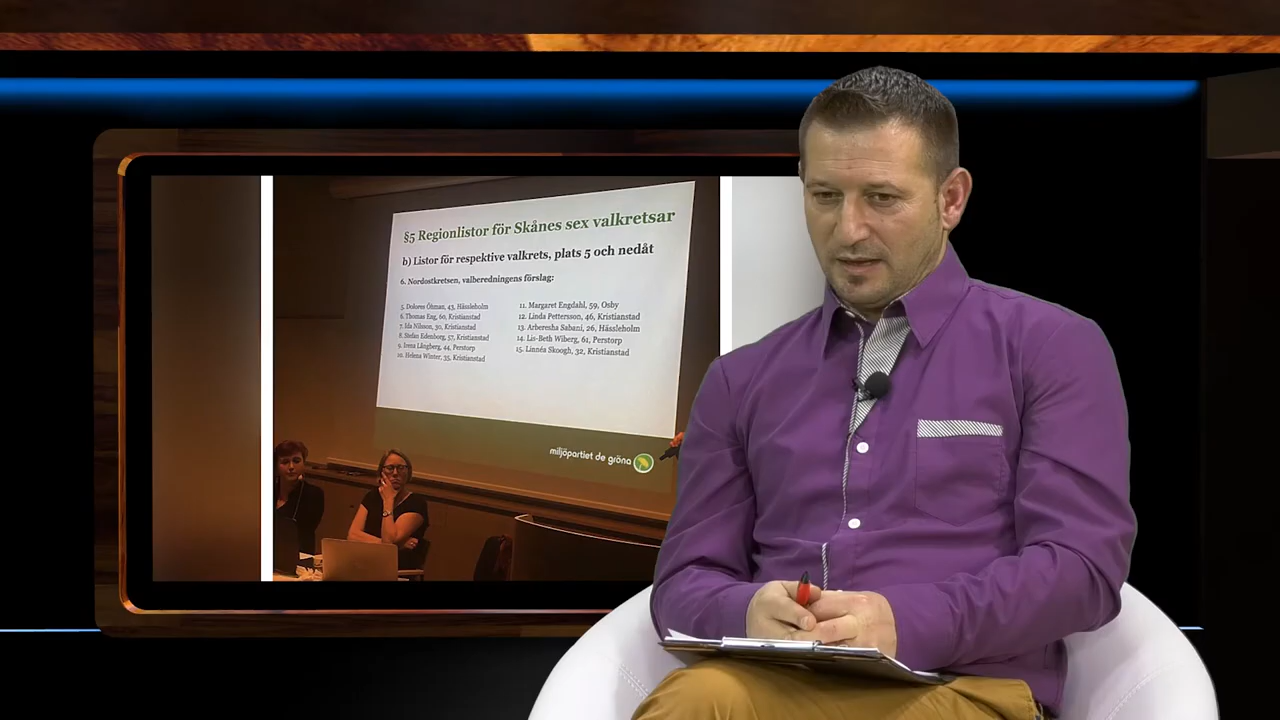 §5 Regionlistor för Skånes sex valkretsar
b) Listor för respektive valkrets, plats 5 och nedåt
6. Nordostkretsen, valberedningens förslag:
5. Dolores Öhman, 43, Hässleholm
6. Thomas Eng, 60, Kristianstad
7. Ida Nilsson, 30, Kristianstad
8. Stefan Edenborg, 57, Kristianstad
9. Irena Långberg, 44, Perstorp
10. Helena Winter, 35, Kristianstad
11. Margaret Engdahl, 59, Osby
12. Linda Pettersson, 46, Kristianstad
13. Arberesha Sabani, 26, Hässleholm
14. Lis-Beth Wiberg, 61, Perstorp
15. Linnéa Skoogh, 32, Kristianstad
miljöpartiet de gröna